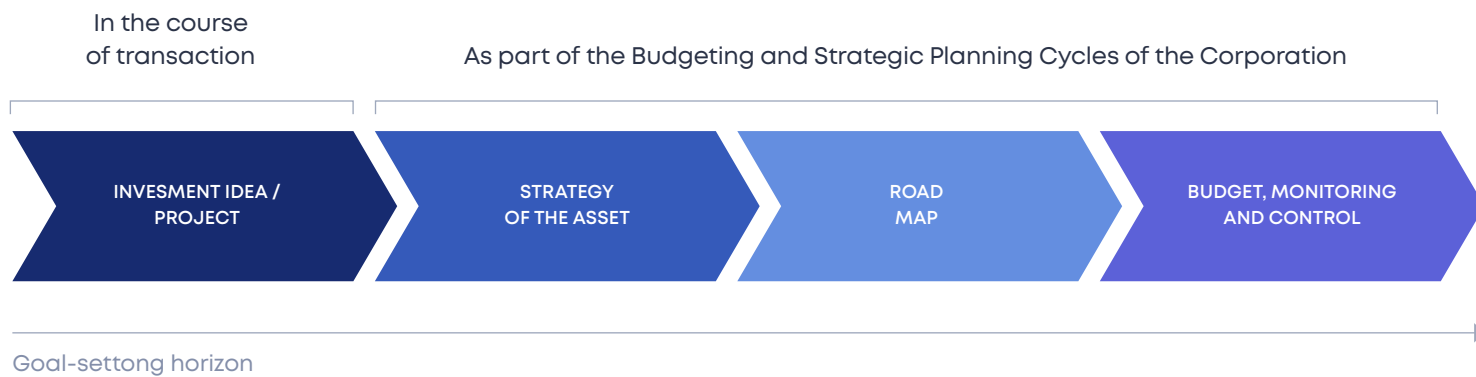 In the course
of transaction
As part of the Budgeting and Strategic Planning Cycles of the Corporation
INVESMENT IDEA /
PROJECT
STRATEGY
OF THE ASSET
ROAD
MAP
BUDGET, MONITORING
AND CONTROL
Goal-settong horizon